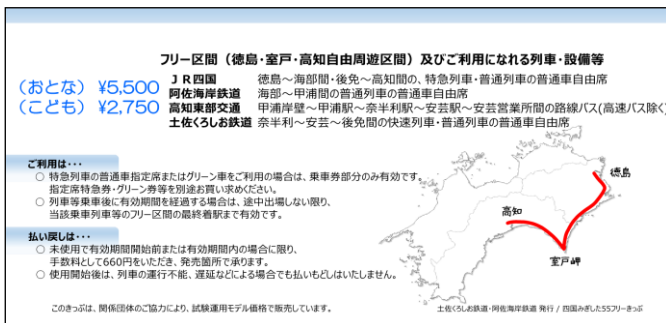 フリー区間（徳島・室戸・高知自由周遊区間）及びご利用になれる列車・設備等
（おとな） ¥5,500
（こども） ¥2,750
ＪＲ四国 徳島～海部間・後免～高知間の、特急列車・普通列車の普通車自由席
阿佐海岸鉄道 海部～甲浦間の普通列車の普通車自由席
高知東部交通 甲浦岸壁～甲浦駅～奈半利駅～安芸駅～安芸営業所間の路線バス(高速バス除く)
土佐くろしお鉄道 奈半利～安芸～後免間の快速列車・普通列車の普通車自由席
ご利用は・・・
○ 特急列車の普通車指定席またはグリーン車をご利用の場合は、乗車券部分のみ有効です。
指定席特急券・グリーン券等を別途お買い求めください。
○ 列車等乗車後に有効期間を経過する場合は、途中出場しない限り、
当該乗車列車等のフリー区間の最終着駅まで有効です。
払い戻しは・・・
○ 未使用で有効期間開始前または有効期間内の場合に限り、
手数料として660円をいただき、発売箇所で承ります。
○ 使用開始後は、列車の運行不能、遅延などによる場合でも払いもどしはいたしません。
徳島
高知
室戸岬
このきっぷは、関係団体のご協力により、試験運用モデル価格で販売しています。
土佐くろしお鉄道・阿佐海岸鉄道 発行 / 四国みぎした55フリーきっぷ